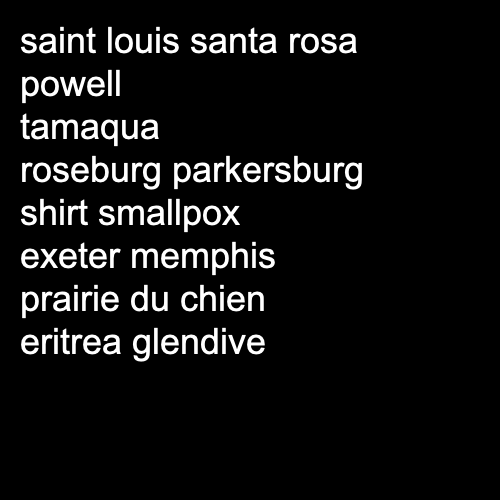 saint louis santa rosa
powell
tamaqua
roseburg parkersburg
shirt smallpox
exeter memphis
prairie du chien
eritrea glendive